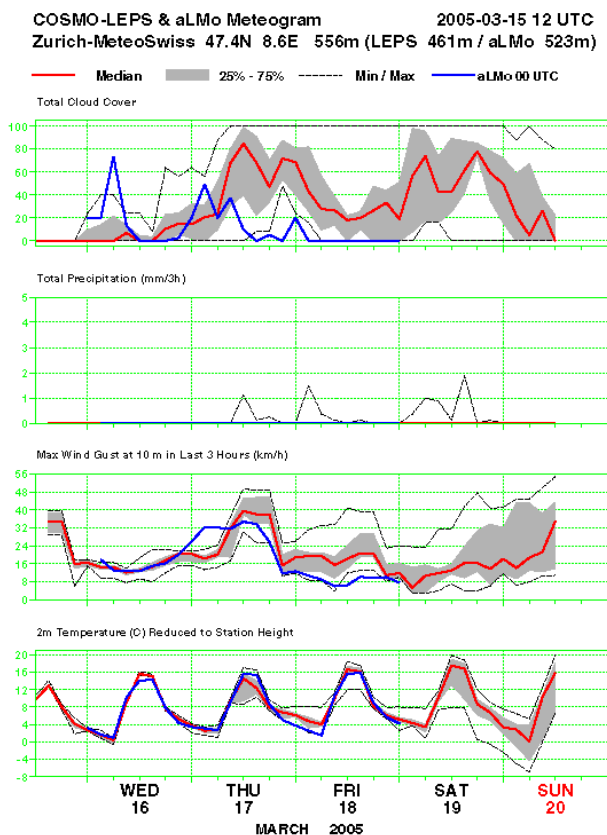 COSMO-LEPS & aLMo Meteogram 2005-03-15 12 UTC
Zurich-MeteoSwiss 47.4N 8.6E 556m (LEPS 461m / aLMo 523m)
Median 25% - 75% Min / Max aLMo 00 UTC
Total Cloud Cover
100
80
60
40
20
0
Total Precipitation (mm/3h)
5
4
3
2
1
0
Max Wind Gust at 10 m in Last 3 Hours (km/h)
56
48
40
32
24
16
8
0
2m Temperature (C) Reduced to Station Height
20
16
12
8
4
0
-4
-8
WED THU FRI SAT SUN
16 17 18 19 20
MARCH 2005